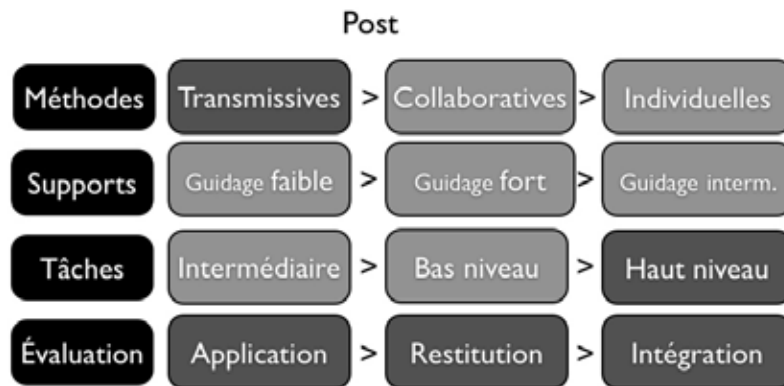 Post
Méthodes Transmissives > Collaboratives > Individuelles
Supports Guidage faible > Guidage fort > Guidage interm.
Tâches Intermédiaire > Bas niveau > Haut niveau
Évaluation Application > Restitution > Intégration